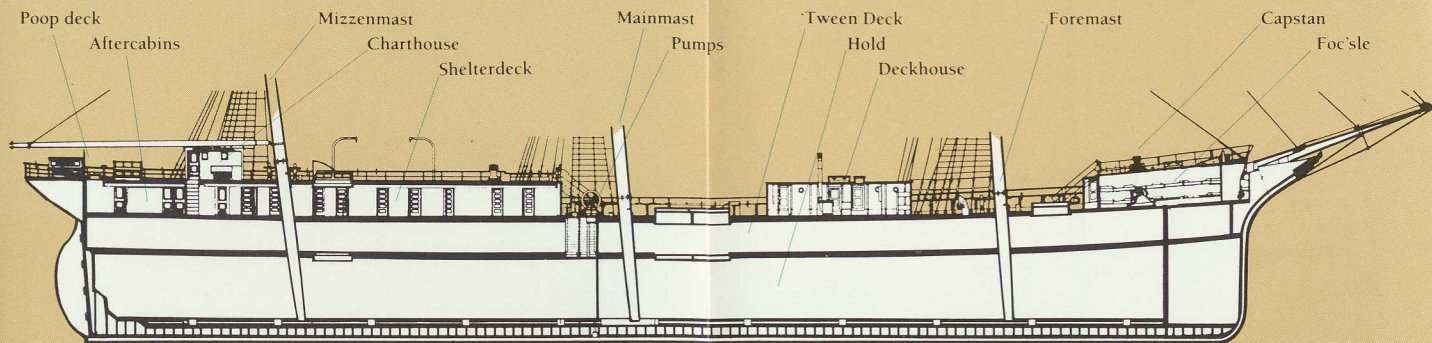 Poop deck
Mizzenmast
Mainmast
'Tween Deck
Foremast
Capstan
Aftercabins
Charthouse
Pumps
Hold
Foc'sle
Shelterdeck
Deckhouse